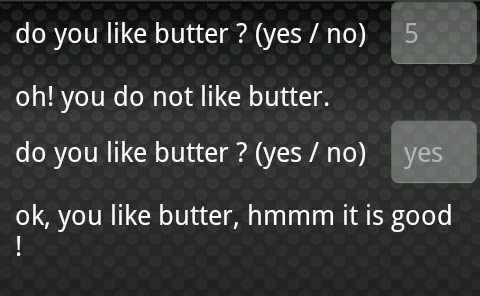 do you like butter ? (yes / no) 5
oh! you do not like butter.
do you like butter ? (yes / no) yes
ok, you like butter, hmmm it is good
!